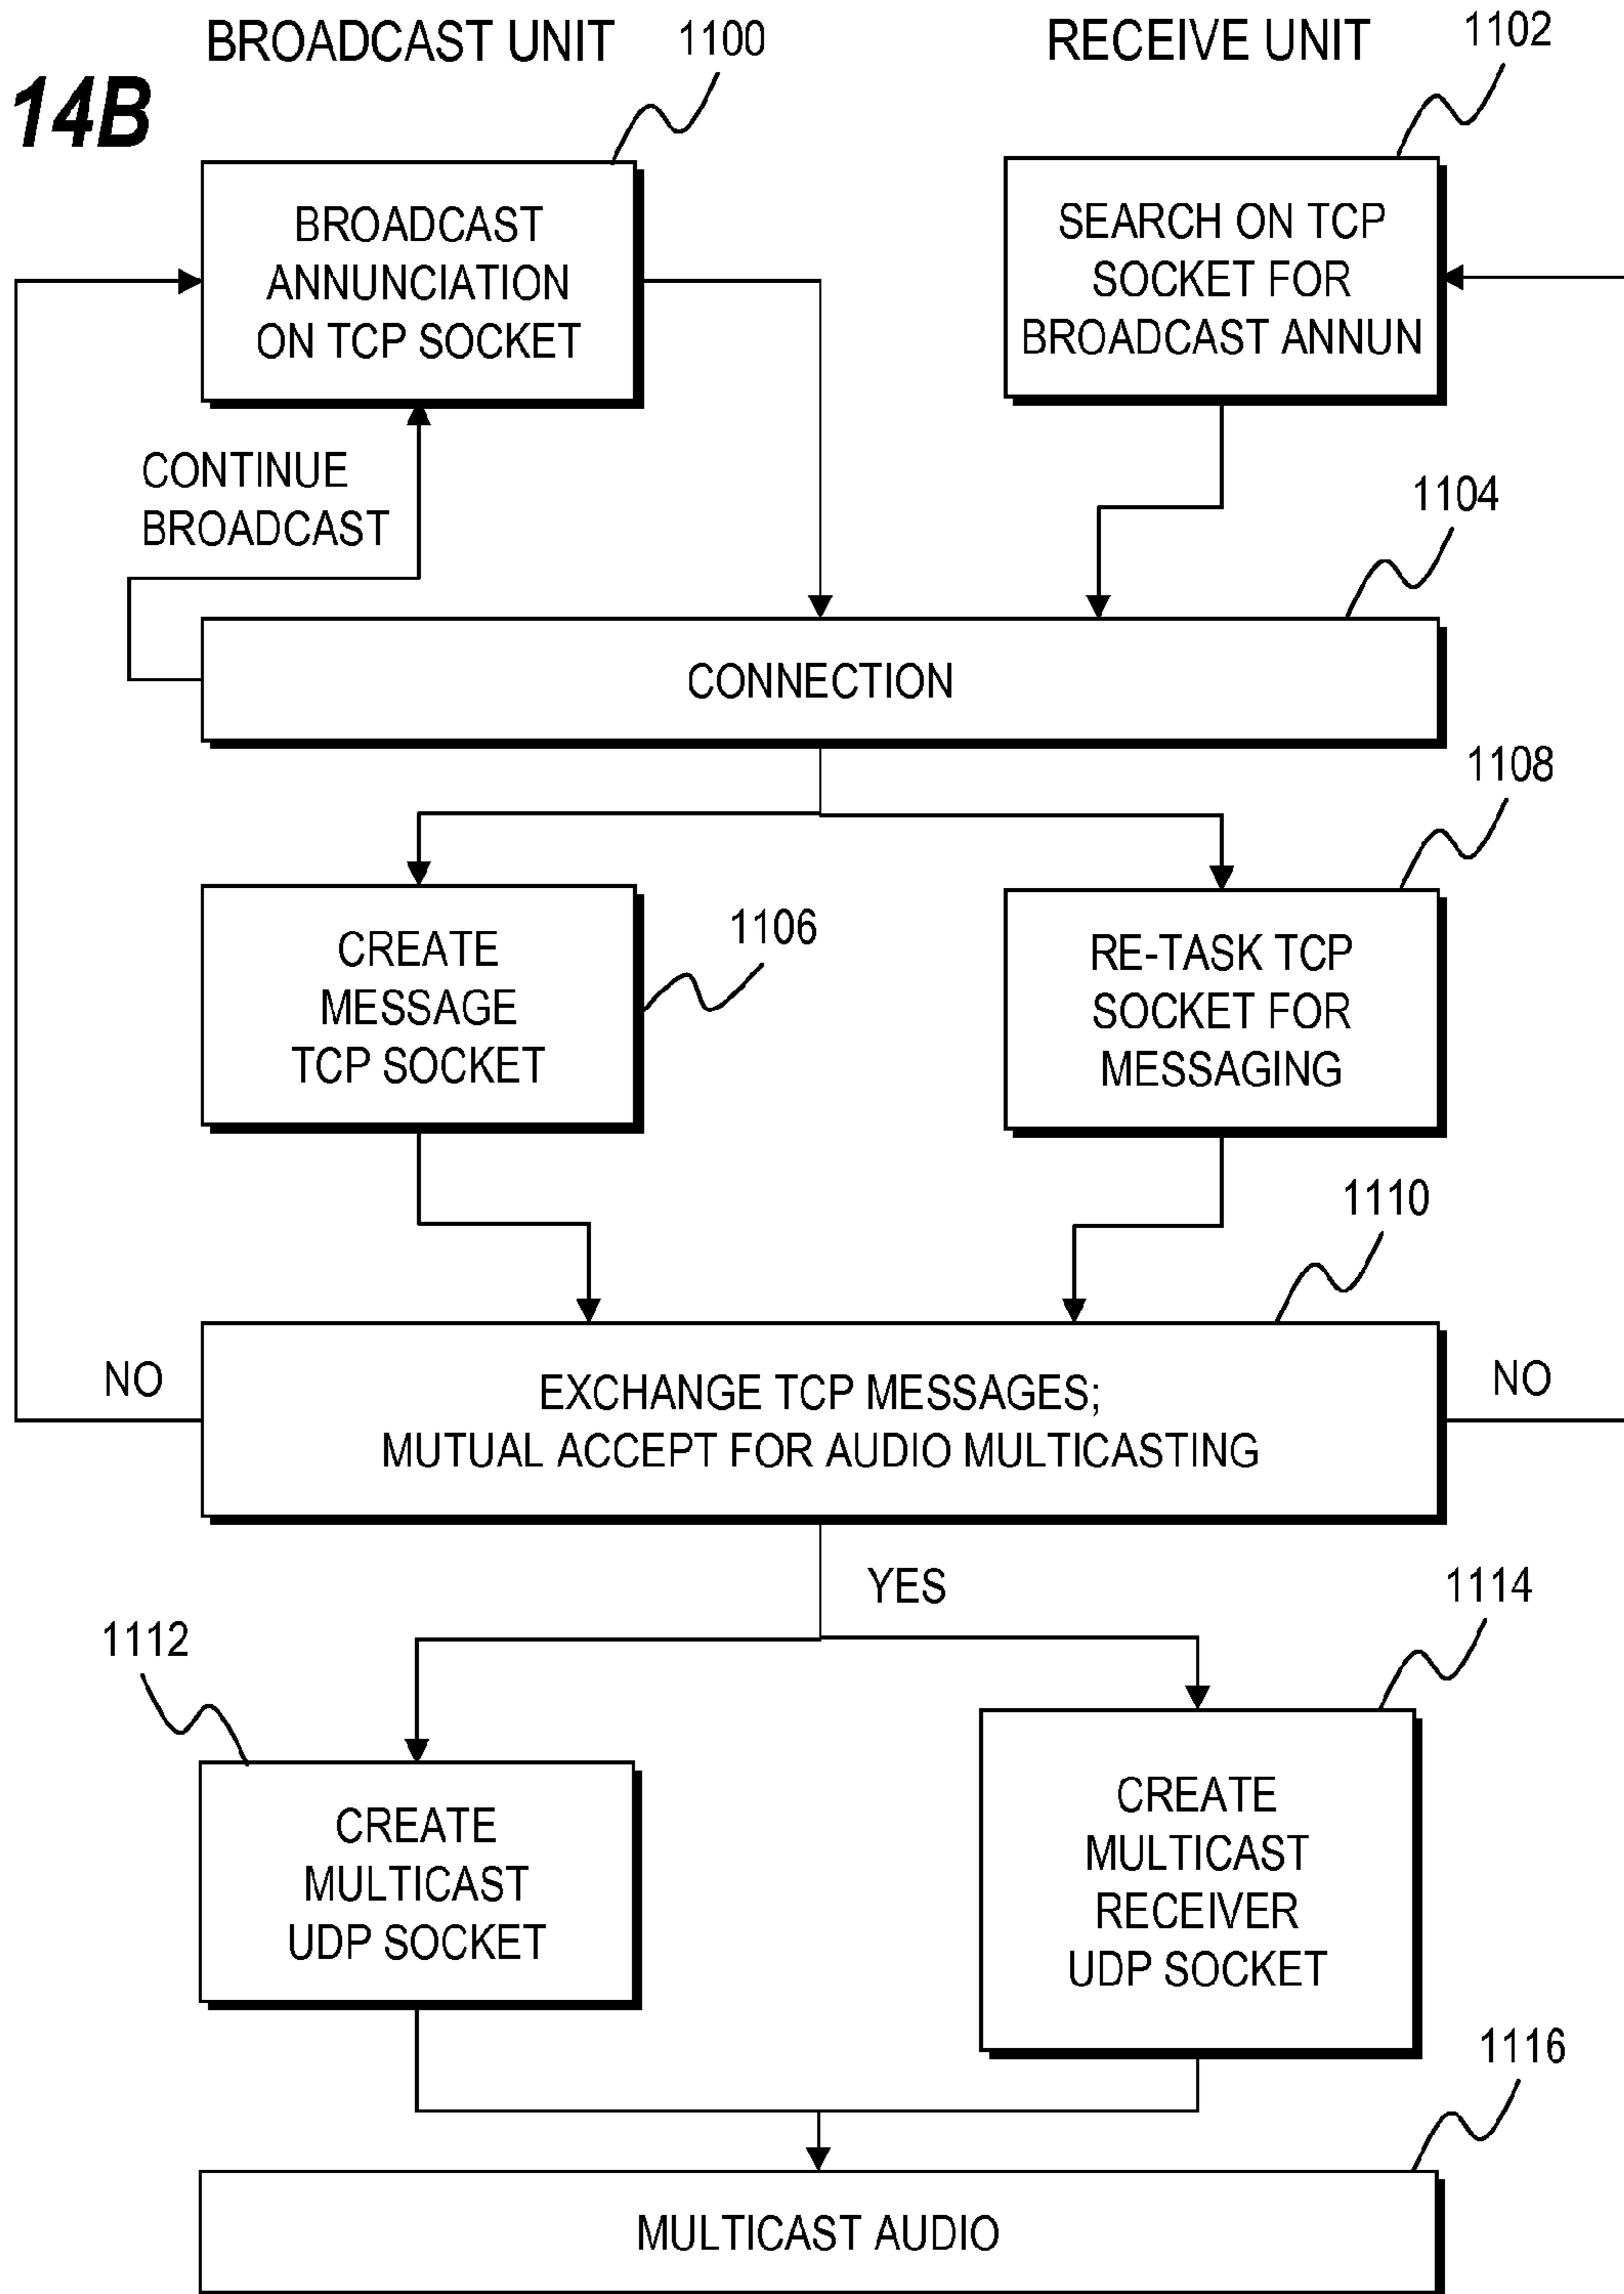 BROADCAST UNIT
1100
RECEIVE UNIT
1102
14B
BROADCAST
ANNUNCIATION
ON TCP SOCKET
SEARCH ON TCP
SOCKET FOR
BROADCAST ANNUN
CONTINUE
BROADCAST
1104
CONNECTION
1108
CREATE
MESSAGE
TCP SOCKET
1106
RE-TASK TCP
SOCKET FOR
MESSAGING
1110
NO
EXCHANGE TCP MESSAGES;
MUTUAL ACCEPT FOR AUDIO MULTICASTING
NO
YES
1114
1112
CREATE
MULTICAST
UDP SOCKET
CREATE
MULTICAST
RECEIVER
UDP SOCKET
1116
MULTICAST AUDIO